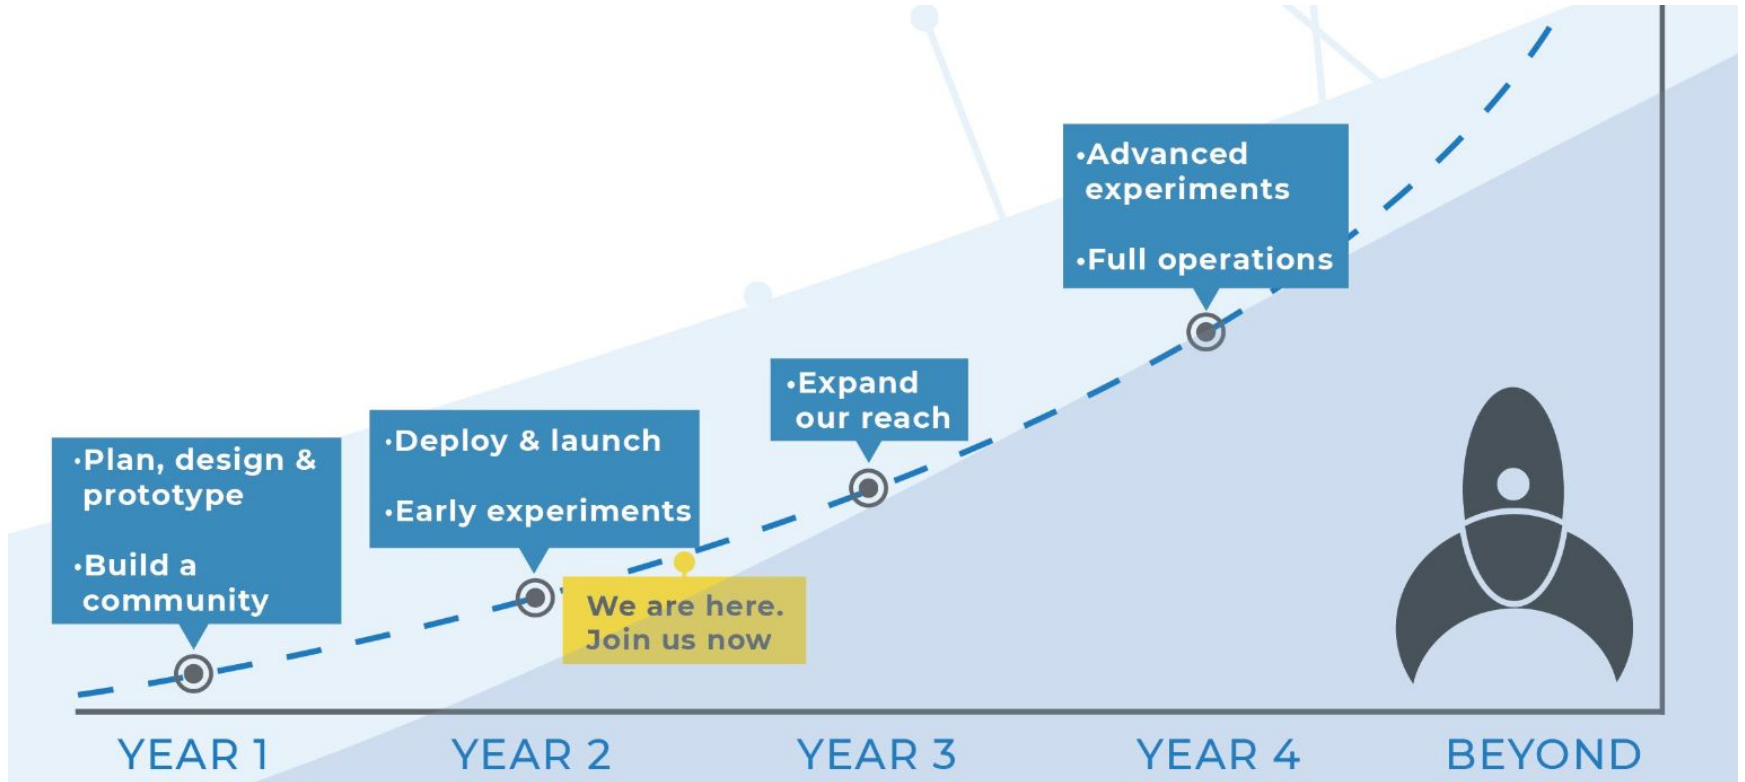 •Plan, design &
prototype
•Build a
community
•Deploy & launch
•Early experiments
We are here.
Join us now
•Expand
our reach
•Advanced
experiments
•Full operations
YEAR 1
YEAR 2
YEAR 3
YEAR 4
BEYOND